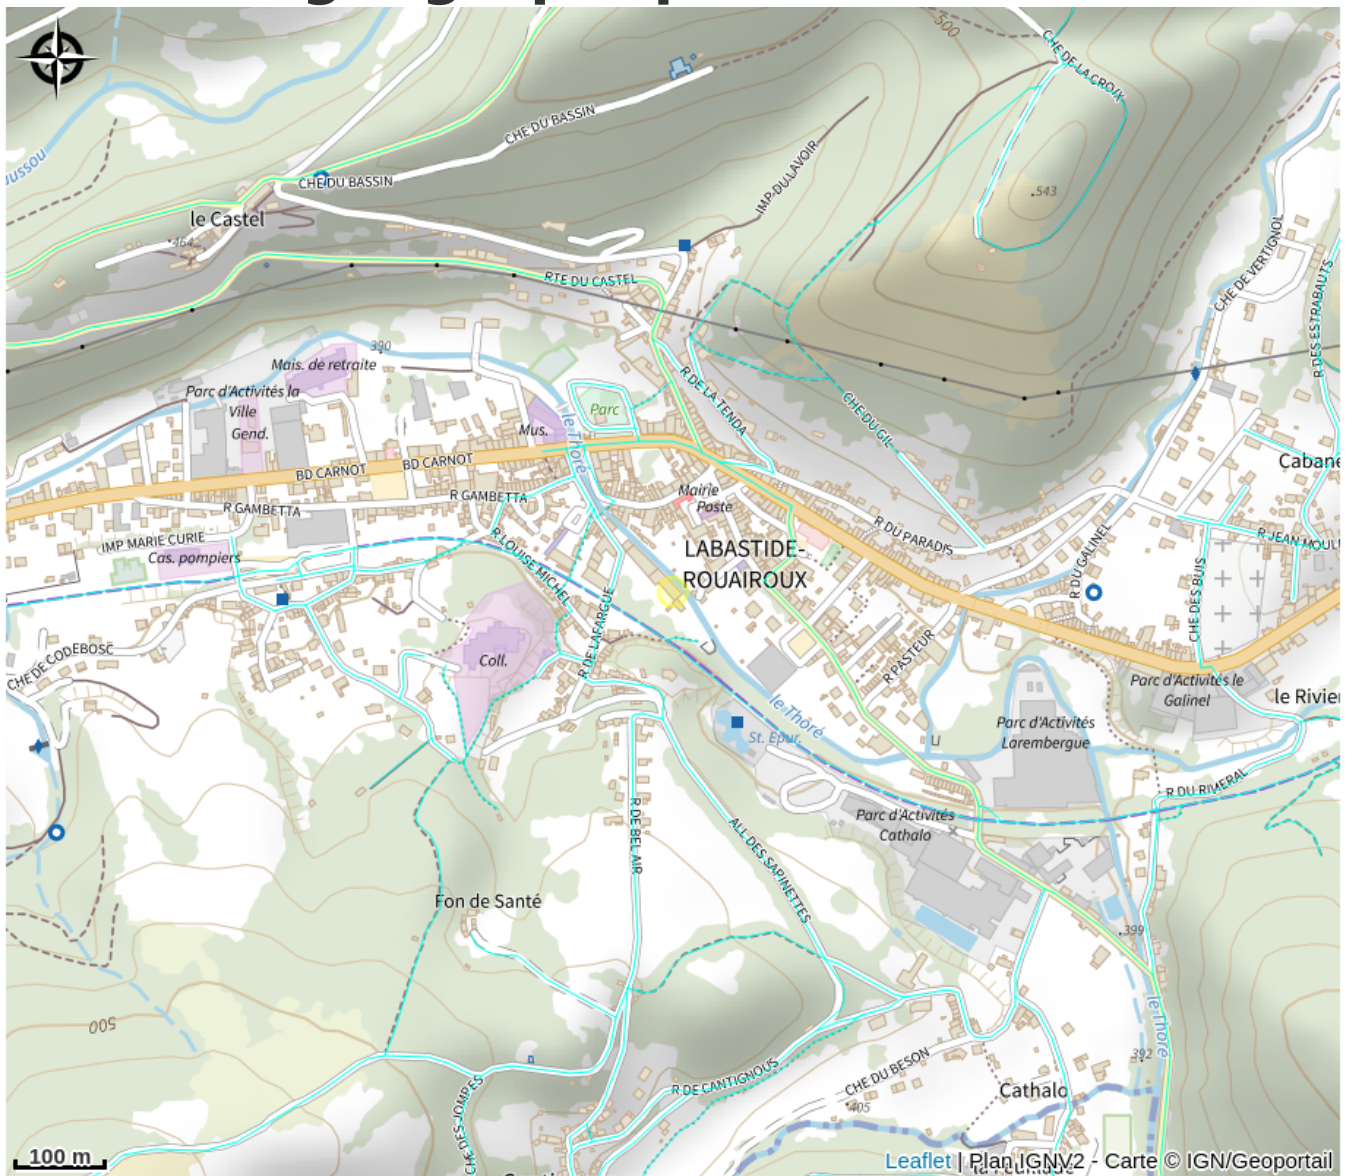 500
CHE DE LA CROIX
CHE DU BASSIN
IMP DU LAVOIR
CHE DU BASSIN
543
le Castel
464
CHE DE VERTIGNOL
RTE DU CASTEL
R DES ESTRABAUTS
390
Mais. de retraite
Parc d'Activités la
Ville
Gend.
R DE LA TENDA
Parc
CHE DU GIL
Mus.
le Thoré
BD CARNOT
BD CARNOT
Mairie
Poste
R GAMBETTA
R GAMBETTA
R DU PARADIS
IMP MARIE CURIE
Cas. pompiers
R LOUISE MICHEL
LABASTIDE-
ROUAIROUX
R DU GALINEL
R JEAN MOUL
CHE DES BUIS
R DE LAFARGUE
CHE DE CODEBOSC
Coll.
R PASTEUR
Parc d'Activités le
Galinel
le Thoré
St. Epur.
Parc d'Activités
Larembergue
R DU RIVIERAL
R DE BEL AIR
ALL DES SAPINETTES
Parc d'Activités
Cathalo
Fon de Santé
399
500
le Thoré
392
CHE DES JOMPES
R DE CANTIGNOUS
CHE DU BESON
405
Cathalo
100 m
Leaflet | Plan IGNV2 - Carte © IGN/Geoportail